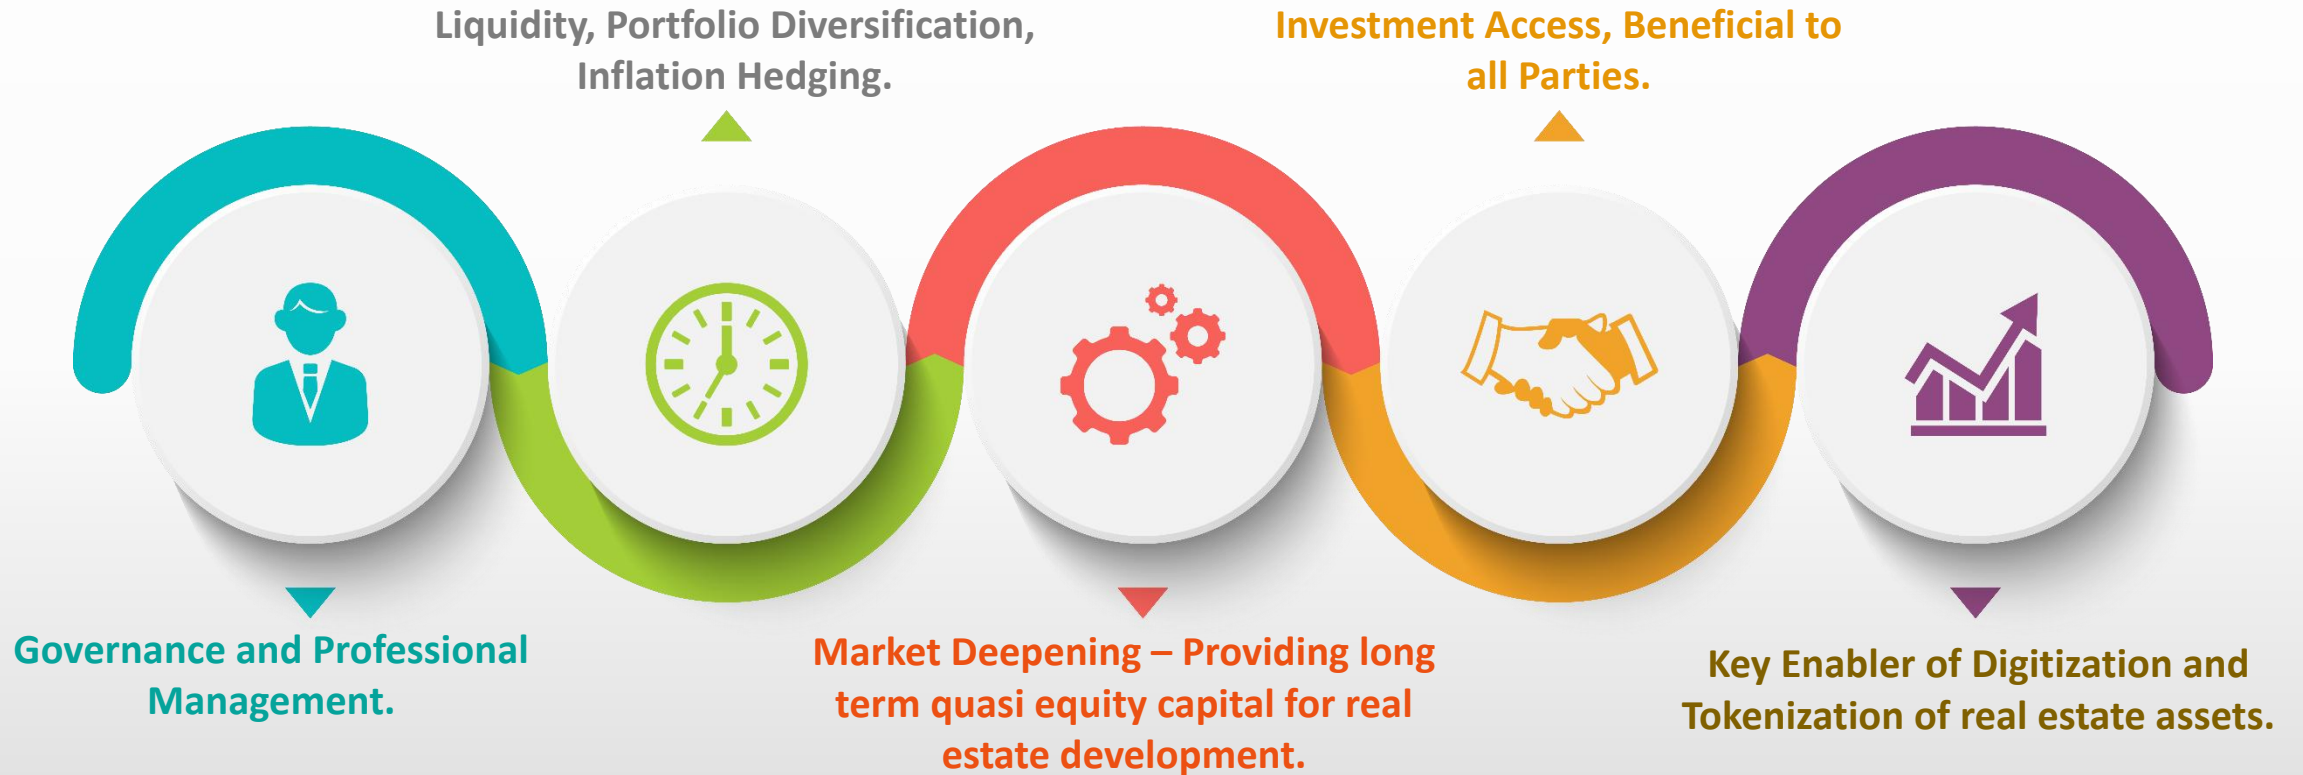 Liquidity, Portfolio Diversification,
Inflation Hedging.
Investment Access, Beneficial to
all Parties.
Governance and Professional
Management.
Market Deepening – Providing long
term quasi equity capital for real
estate development.
Key Enabler of Digitization and
Tokenization of real estate assets.